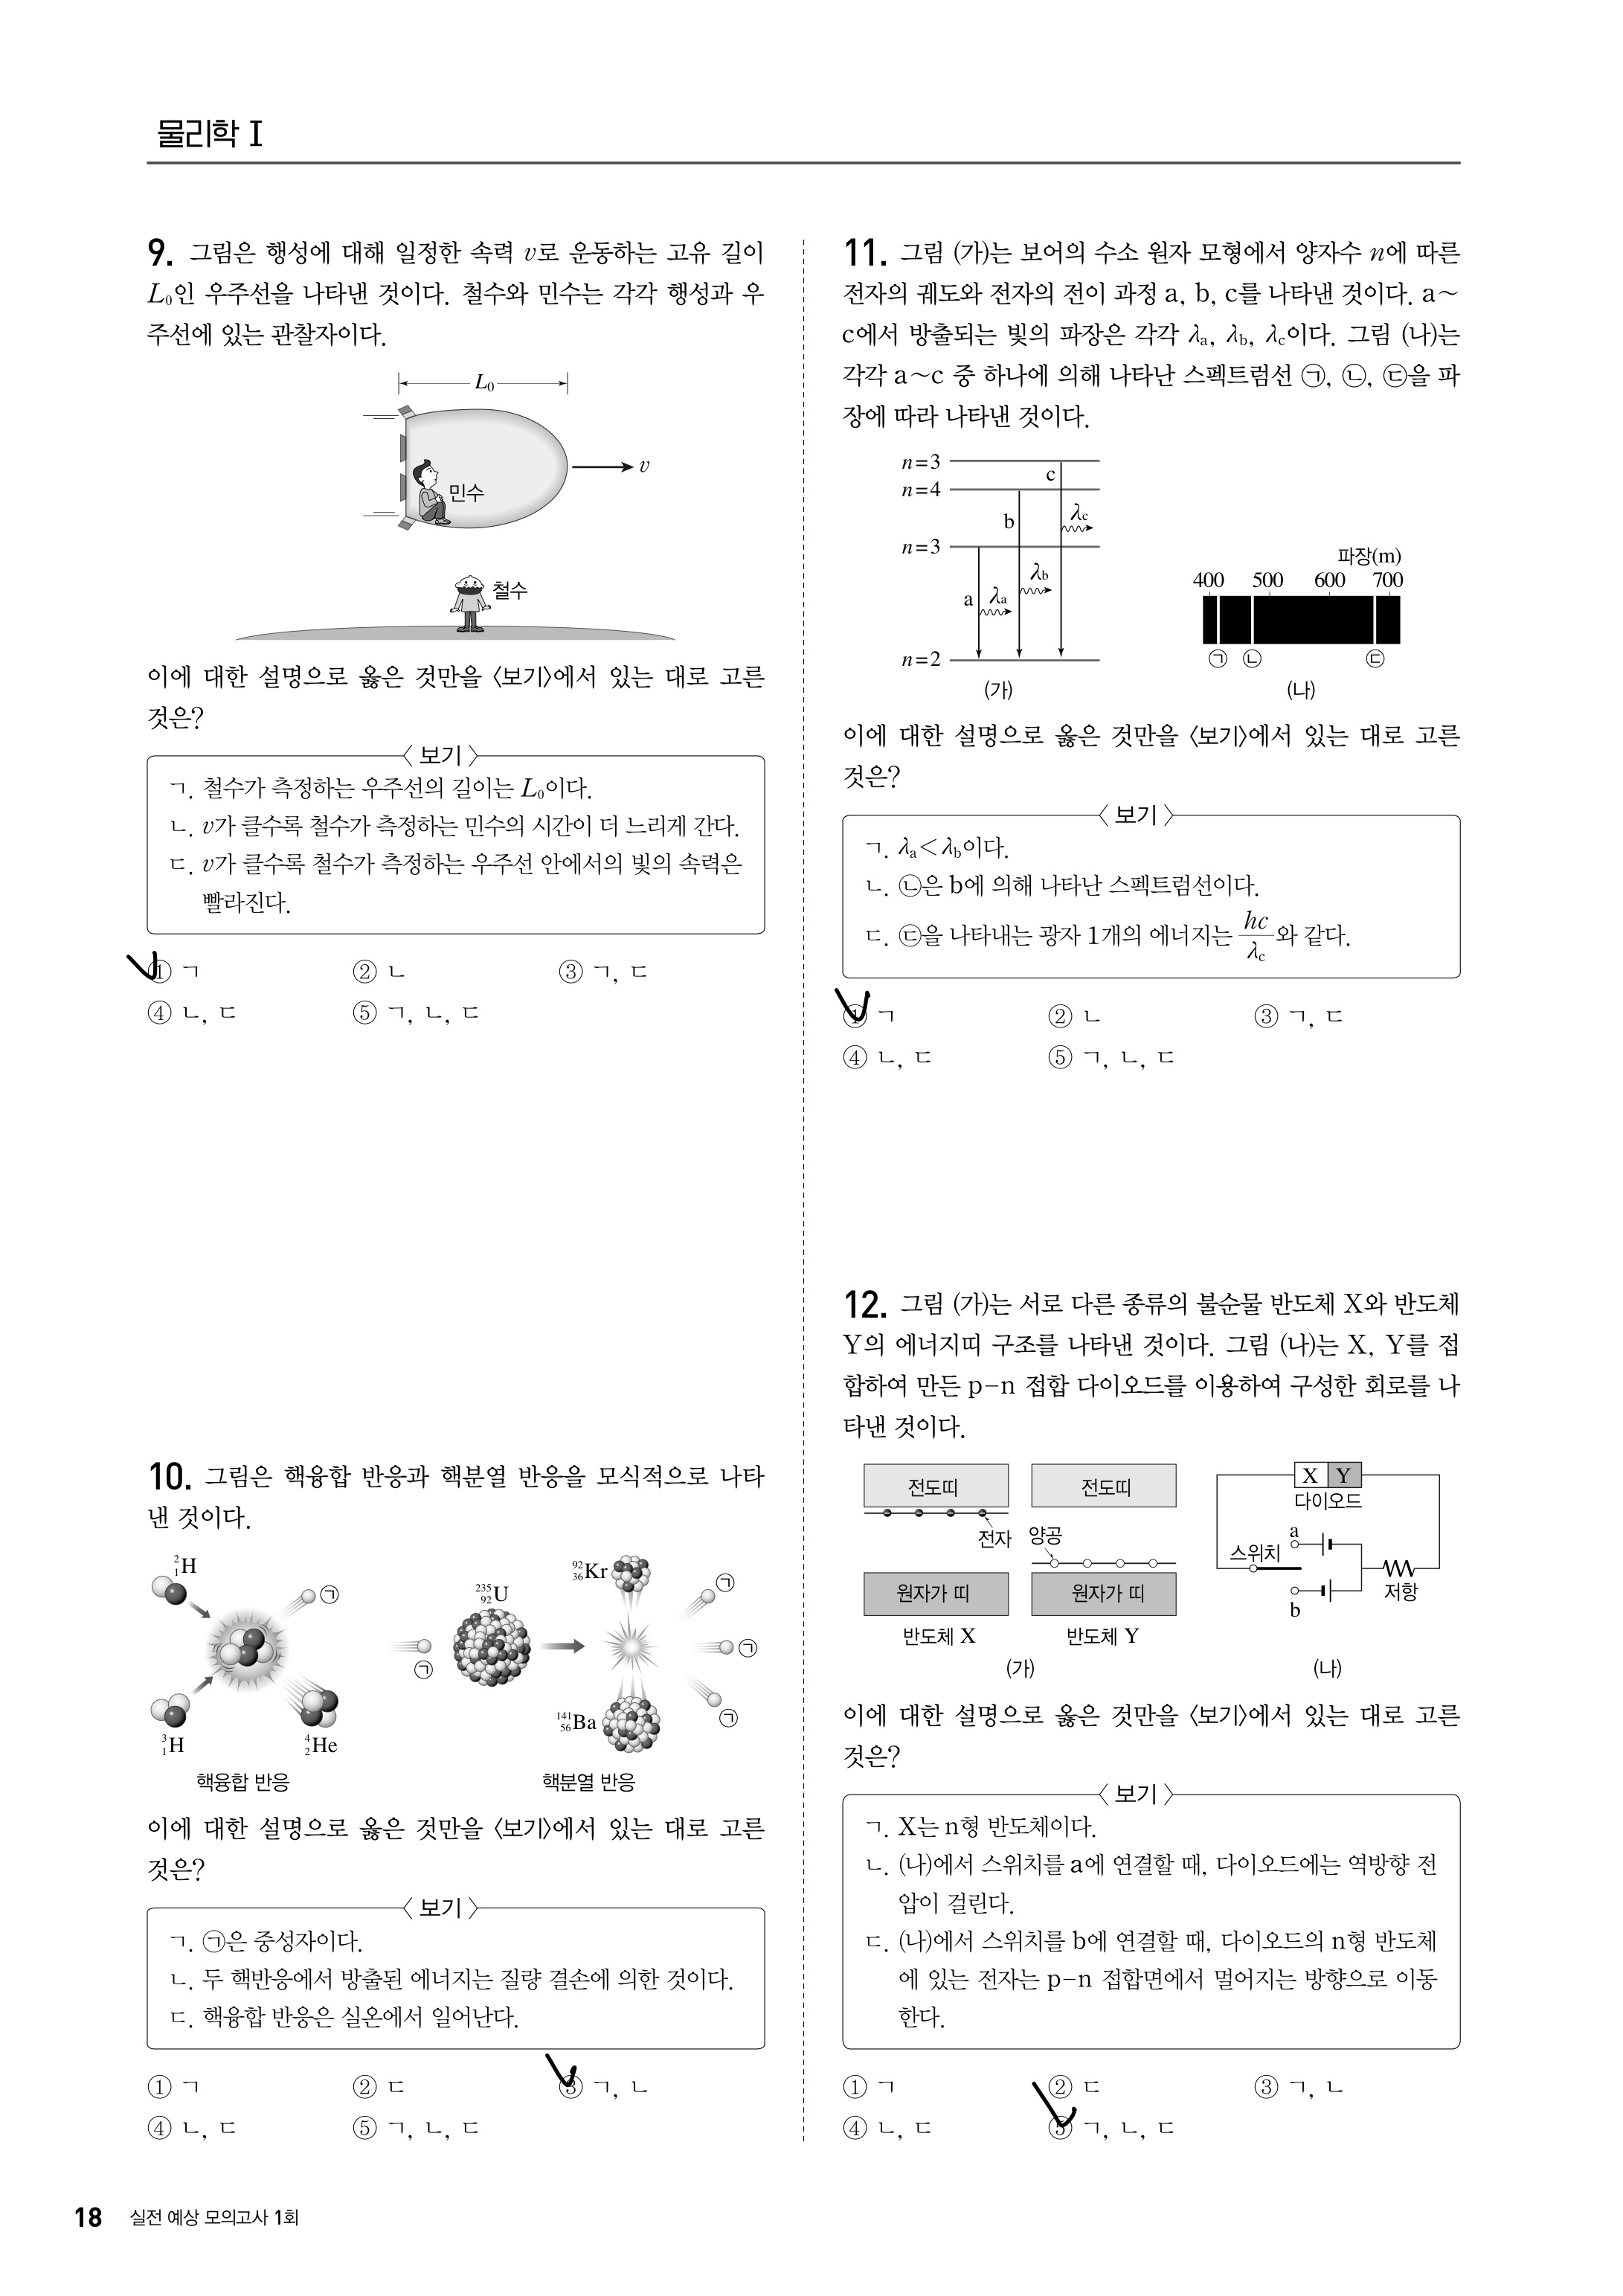 물리학 Ⅰ
9. 그림은 행성에 대해 일정한 속력 v로 운동하는 고유 길이
L₀인 우주선을 나타낸 것이다. 철수와 민수는 각각 행성과 우
주선에 있는 관찰자이다.
L₀
v
민수
철수
이에 대한 설명으로 옳은 것만을 〈보기〉에서 있는 대로 고른
것은?
〈 보기 〉
ㄱ. 철수가 측정하는 우주선의 길이는 L₀이다.
ㄴ. v가 클수록 철수가 측정하는 민수의 시간이 더 느리게 간다.
ㄷ. v가 클수록 철수가 측정하는 우주선 안에서의 빛의 속력은
빨라진다.
① ㄱ ② ㄴ ③ ㄱ, ㄷ
④ ㄴ, ㄷ ⑤ ㄱ, ㄴ, ㄷ
10. 그림은 핵융합 반응과 핵분열 반응을 모식적으로 나타
낸 것이다.
²₁H
㉠
³₁H
⁴₂He
핵융합 반응
㉠
²³⁵₉₂U
⁹²₃₆Kr
¹⁴¹₅₆Ba
㉠
㉠
㉠
핵분열 반응
이에 대한 설명으로 옳은 것만을 〈보기〉에서 있는 대로 고른
것은?
〈 보기 〉
ㄱ. ㉠은 중성자이다.
ㄴ. 두 핵반응에서 방출된 에너지는 질량 결손에 의한 것이다.
ㄷ. 핵융합 반응은 실온에서 일어난다.
① ㄱ ② ㄷ ③ ㄱ, ㄴ
④ ㄴ, ㄷ ⑤ ㄱ, ㄴ, ㄷ
11. 그림 (가)는 보어의 수소 원자 모형에서 양자수 n에 따른
전자의 궤도와 전자의 전이 과정 a, b, c를 나타낸 것이다. a~
c에서 방출되는 빛의 파장은 각각 λa, λb, λc이다. 그림 (나)는
각각 a~c 중 하나에 의해 나타난 스펙트럼선 ㉠, ㉡, ㉢을 파
장에 따라 나타낸 것이다.
n=3
n=4
n=3
n=2
a λa
b λb
c λc
(가)
파장(m)
400 500 600 700
㉠ ㉡ ㉢
(나)
이에 대한 설명으로 옳은 것만을 〈보기〉에서 있는 대로 고른
것은?
〈 보기 〉
ㄱ. λa<λb이다.
ㄴ. ㉡은 b에 의해 나타난 스펙트럼선이다.
ㄷ. ㉢을 나타내는 광자 1개의 에너지는 hc/λc와 같다.
① ㄱ ② ㄴ ③ ㄱ, ㄷ
④ ㄴ, ㄷ ⑤ ㄱ, ㄴ, ㄷ
12. 그림 (가)는 서로 다른 종류의 불순물 반도체 X와 반도체
Y의 에너지띠 구조를 나타낸 것이다. 그림 (나)는 X, Y를 접
합하여 만든 p-n 접합 다이오드를 이용하여 구성한 회로를 나
타낸 것이다.
전도띠 전도띠
전자 양공
원자가 띠 원자가 띠
반도체 X 반도체 Y
(가)
X Y
다이오드
a
스위치
b
저항
(나)
이에 대한 설명으로 옳은 것만을 〈보기〉에서 있는 대로 고른
것은?
〈 보기 〉
ㄱ. X는 n형 반도체이다.
ㄴ. (나)에서 스위치를 a에 연결할 때, 다이오드에는 역방향 전
압이 걸린다.
ㄷ. (나)에서 스위치를 b에 연결할 때, 다이오드의 n형 반도체
에 있는 전자는 p-n 접합면에서 멀어지는 방향으로 이동
한다.
① ㄱ ② ㄷ ③ ㄱ, ㄴ
④ ㄴ, ㄷ ⑤ ㄱ, ㄴ, ㄷ
18 실전 예상 모의고사 1회